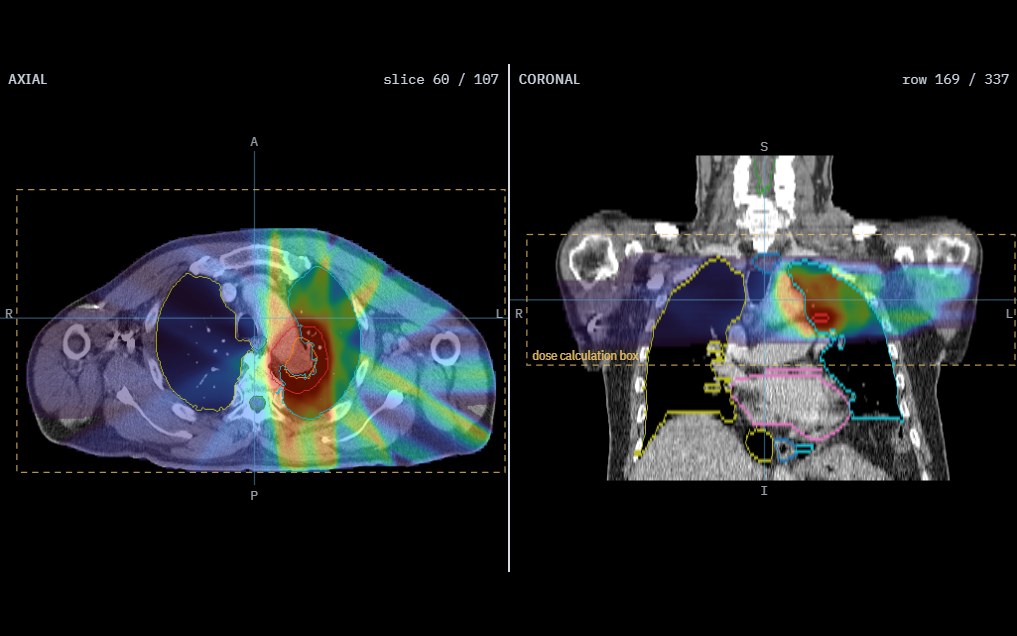 AXIAL
slice 60 / 107
A
R
L
P
CORONAL
row 169 / 337
S
R
L
dose calculation box
I